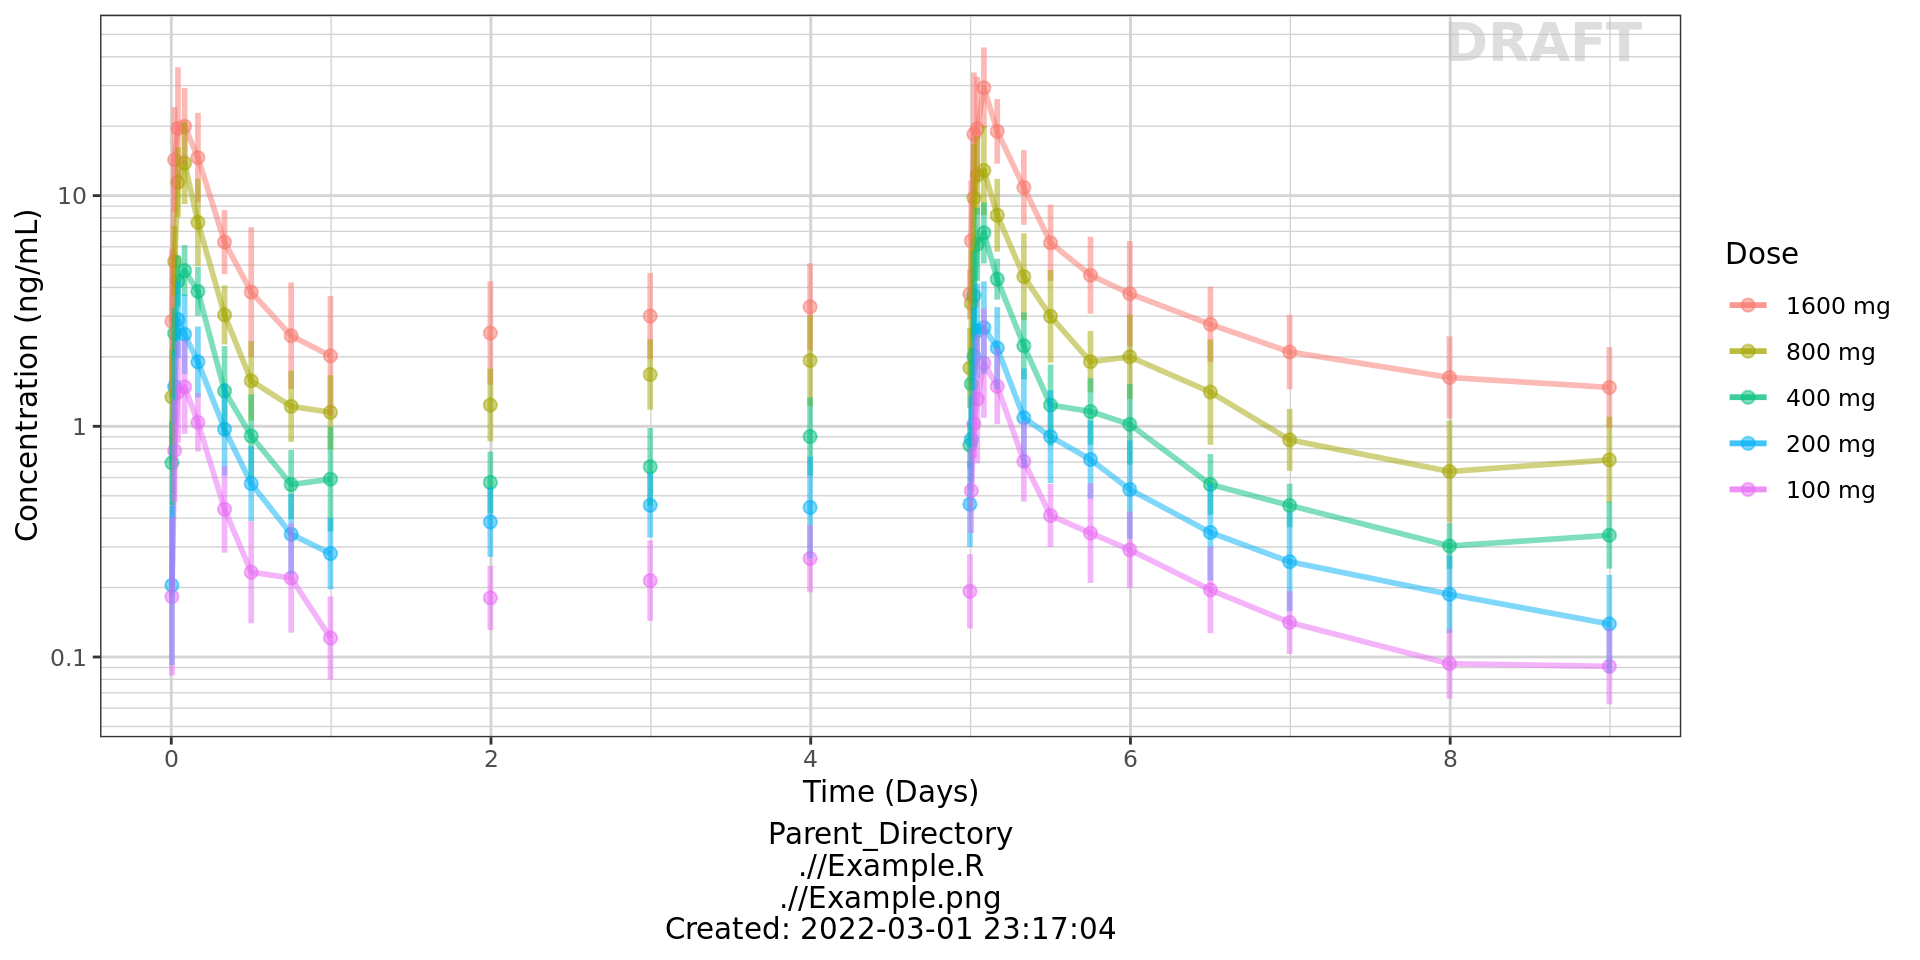 DRAFT
10
1
0.1
Concentration (ng/mL)
0 2 4 6 8
Time (Days)
Dose
1600 mg
800 mg
400 mg
200 mg
100 mg
Parent_Directory
.//Example.R
.//Example.png
Created: 2022-03-01 23:17:04